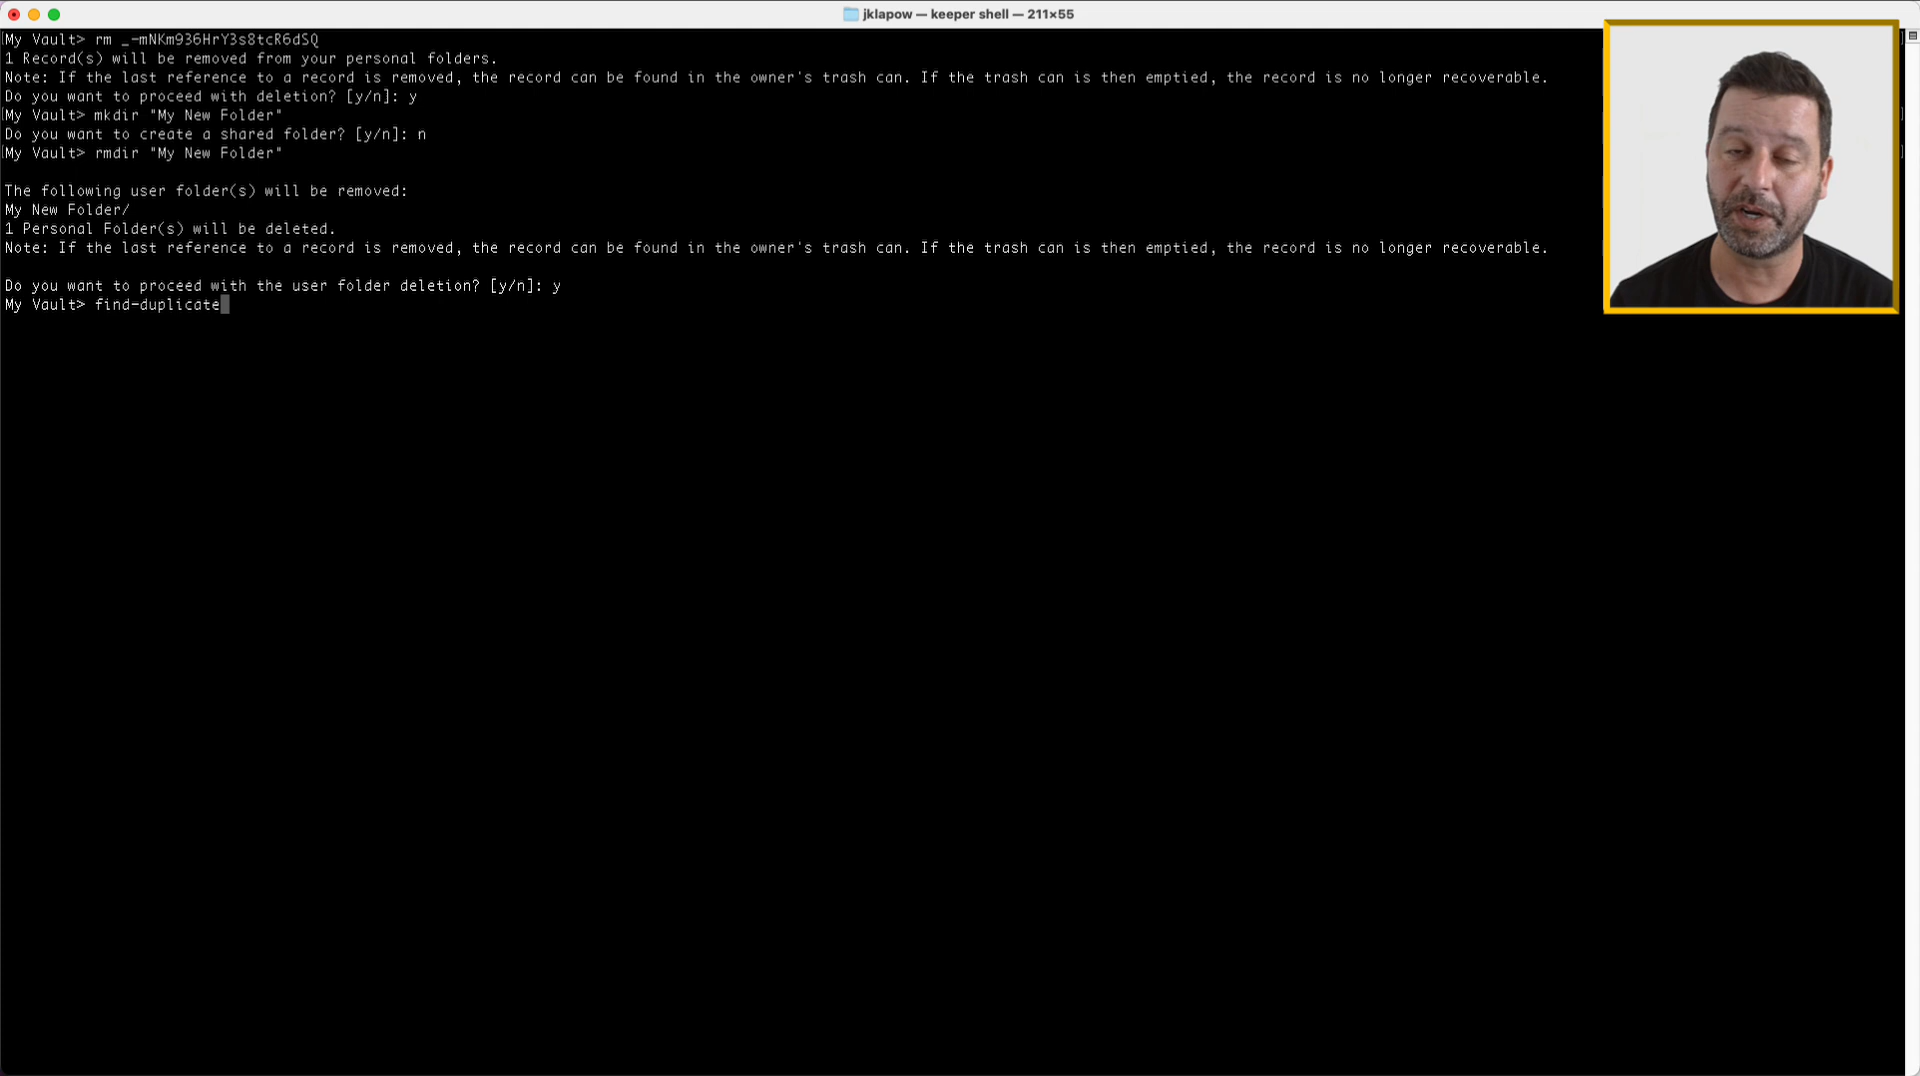 jklapow — keeper shell — 211×55
My Vault> rm _-mNKm936HrY3s8tcR6dSQ
1 Record(s) will be removed from your personal folders.
Note: If the last reference to a record is removed, the record can be found in the owner's trash can. If the trash can is then emptied, the record is no longer recoverable.
Do you want to proceed with deletion? [y/n]: y
My Vault> mkdir "My New Folder"
Do you want to create a shared folder? [y/n]: n
My Vault> rmdir "My New Folder"
The following user folder(s) will be removed:
My New Folder/
1 Personal Folder(s) will be deleted.
Note: If the last reference to a record is removed, the record can be found in the owner's trash can. If the trash can is then emptied, the record is no longer recoverable.
Do you want to proceed with the user folder deletion? [y/n]: y
My Vault> find-duplicate